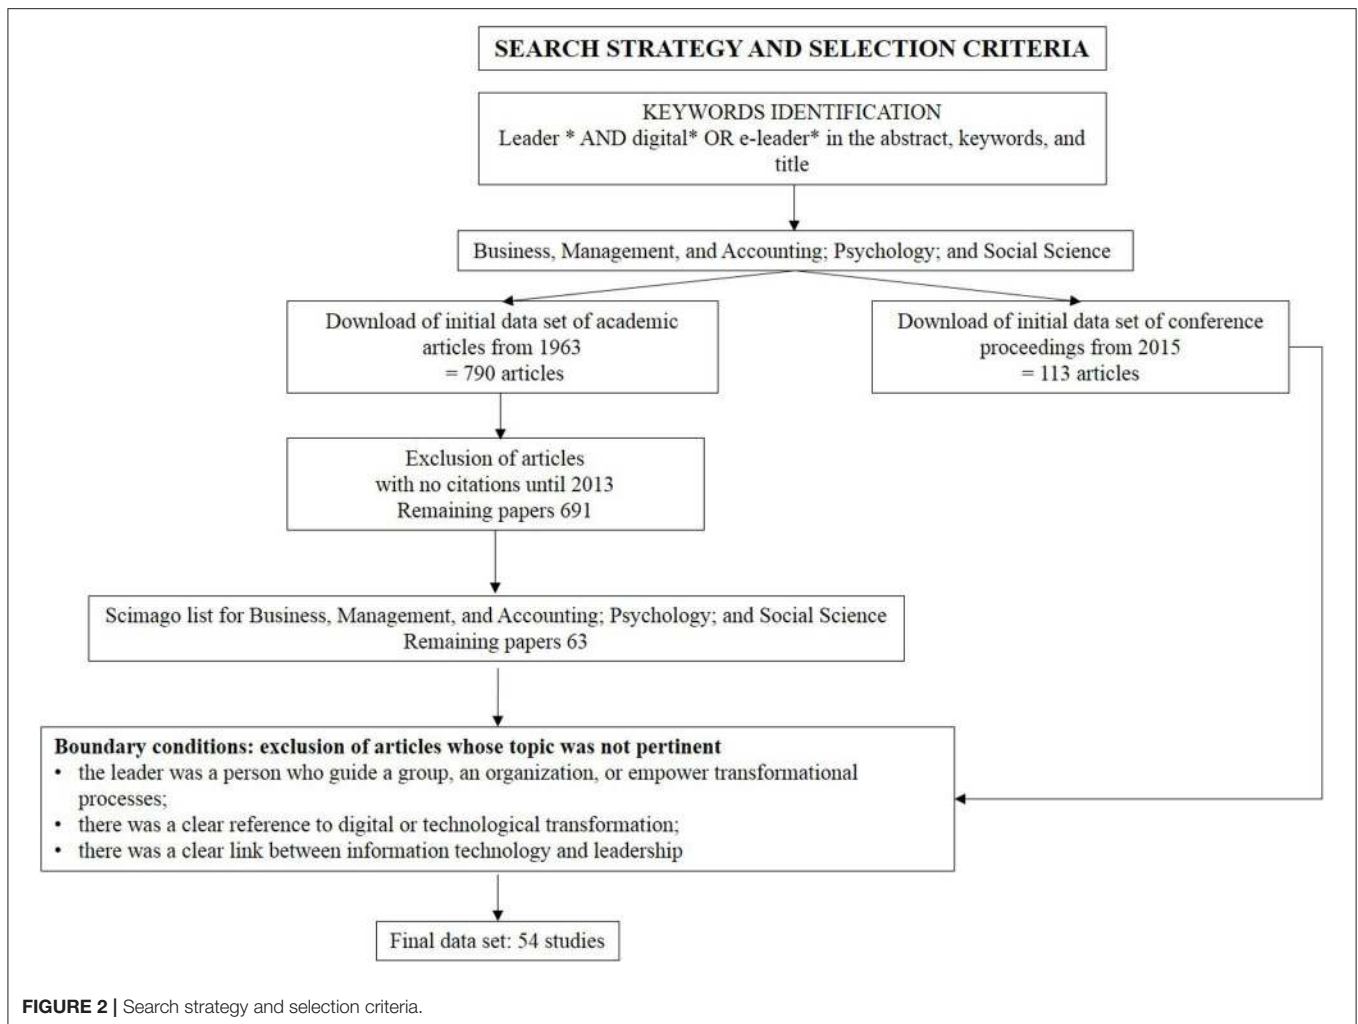 SEARCH STRATEGY AND SELECTION CRITERIA
KEYWORDS IDENTIFICATION
Leader * AND digital* OR e-leader* in the abstract, keywords, and
title
Business, Management, and Accounting; Psychology; and Social Science
Download of initial data set of academic
articles from 1963
= 790 articles
Download of initial data set of conference
proceedings from 2015
= 113 articles
Exclusion of articles
with no citations until 2013
Remaining papers 691
Scimago list for Business, Management, and Accounting; Psychology; and Social Science
Remaining papers 63
Boundary conditions: exclusion of articles whose topic was not pertinent
• the leader was a person who guide a group, an organization, or empower transformational
processes;
• there was a clear reference to digital or technological transformation;
• there was a clear link between information technology and leadership
Final data set: 54 studies
FIGURE 2 | Search strategy and selection criteria.